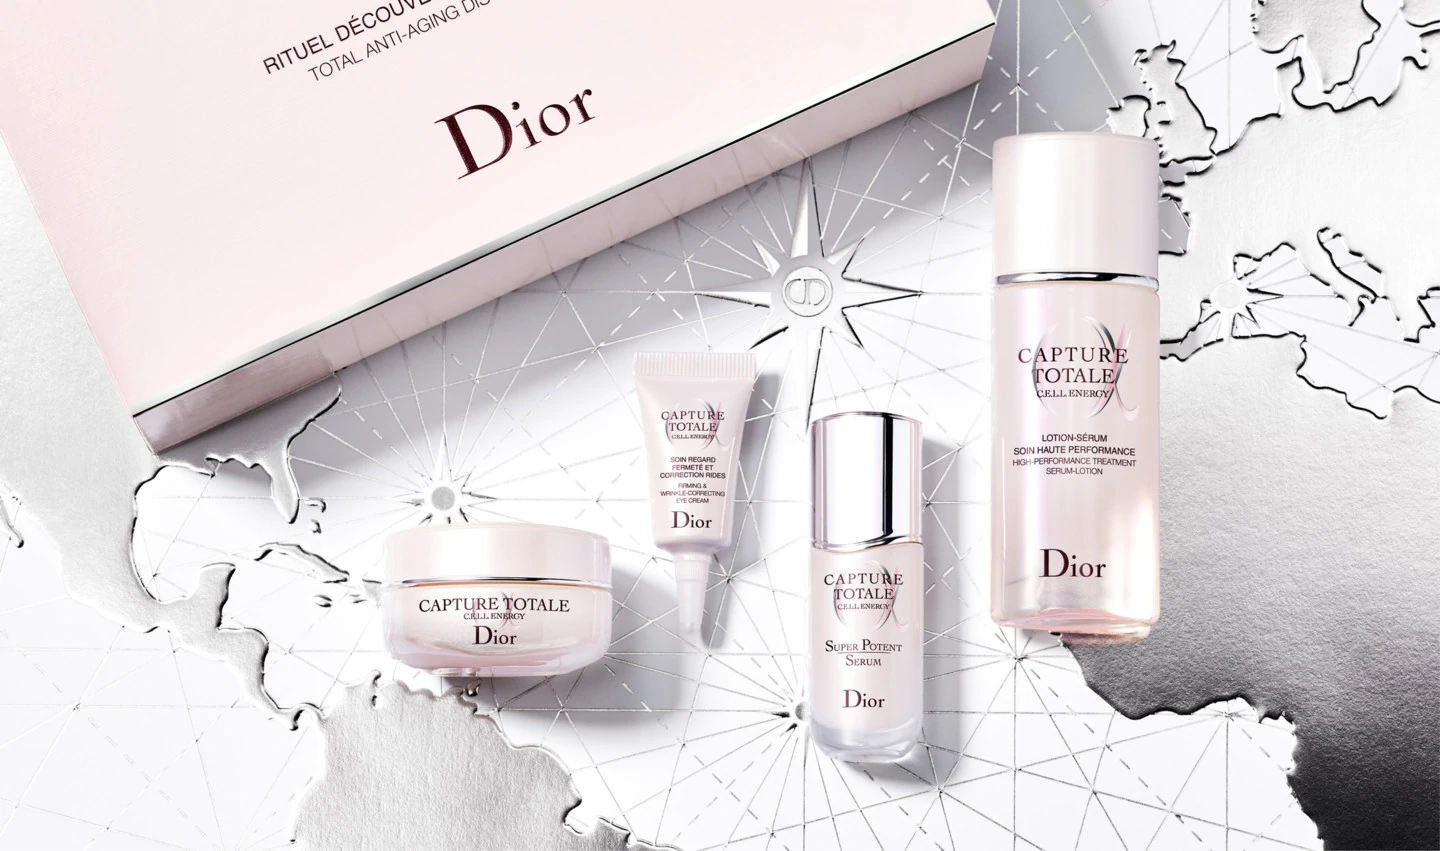 RITUEL
TOTAL ANTI-AGING
Dior
CD
CAPTURE
TOTALE
C.E.L.L. ENERGY
SOIN REGARD
FERMETÉ ET
CORRECTION RIDES
FIRMING &
WRINKLE-CORRECTING
EYE CREAM
Dior
CAPTURE TOTALE
C.E.L.L. ENERGY
Dior
CAPTURE
TOTALE
C.E.L.L. ENERGY
SUPER POTENT
SERUM
Dior
CAPTURE
TOTALE
C.E.L.L. ENERGY
LOTION-SÉRUM
SOIN HAUTE PERFORMANCE
HIGH-PERFORMANCE TREATMENT
SERUM-LOTION
Dior